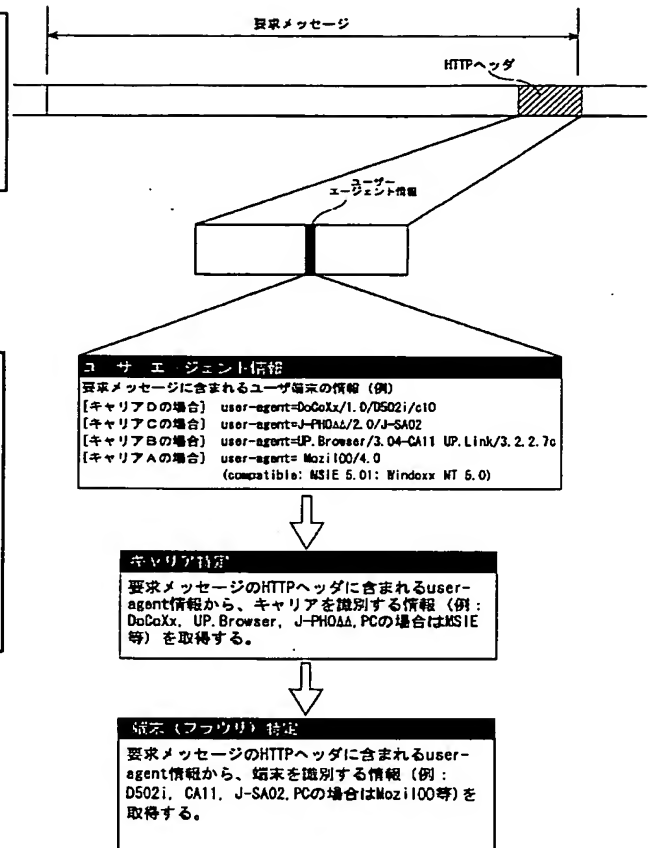 要求メッセージ
HTTPヘッダ
ユーザー
エージェント情報
ユーザエージェント情報
要求メッセージに含まれるユーザ端末の情報（例）
[キャリアDの場合] user-agent=DoCoXx/1.0/D502i/c10
[キャリアCの場合] user-agent=J-PHO△△/2.0/J-SA02
[キャリアBの場合] user-agent=UP.Browser/3.04-CA11 UP.Link/3.2.2.7c
[キャリアAの場合] user-agent= Mozil00/4.0
(compatible: MSIE 5.01: Windoxx NT 5.0)
キャリア特定
要求メッセージのHTTPヘッダに含まれるuser-
agent情報から、キャリアを識別する情報（例：
DoCoXx, UP.Browser, J-PHO△△,PCの場合はMSIE
等）を取得する。
端末（ブラウザ）特定
要求メッセージのHTTPヘッダに含まれるuser-
agent情報から、端末を識別する情報（例：
D502i, CA11, J-SA02,PCの場合はMozil00等)を
取得する。